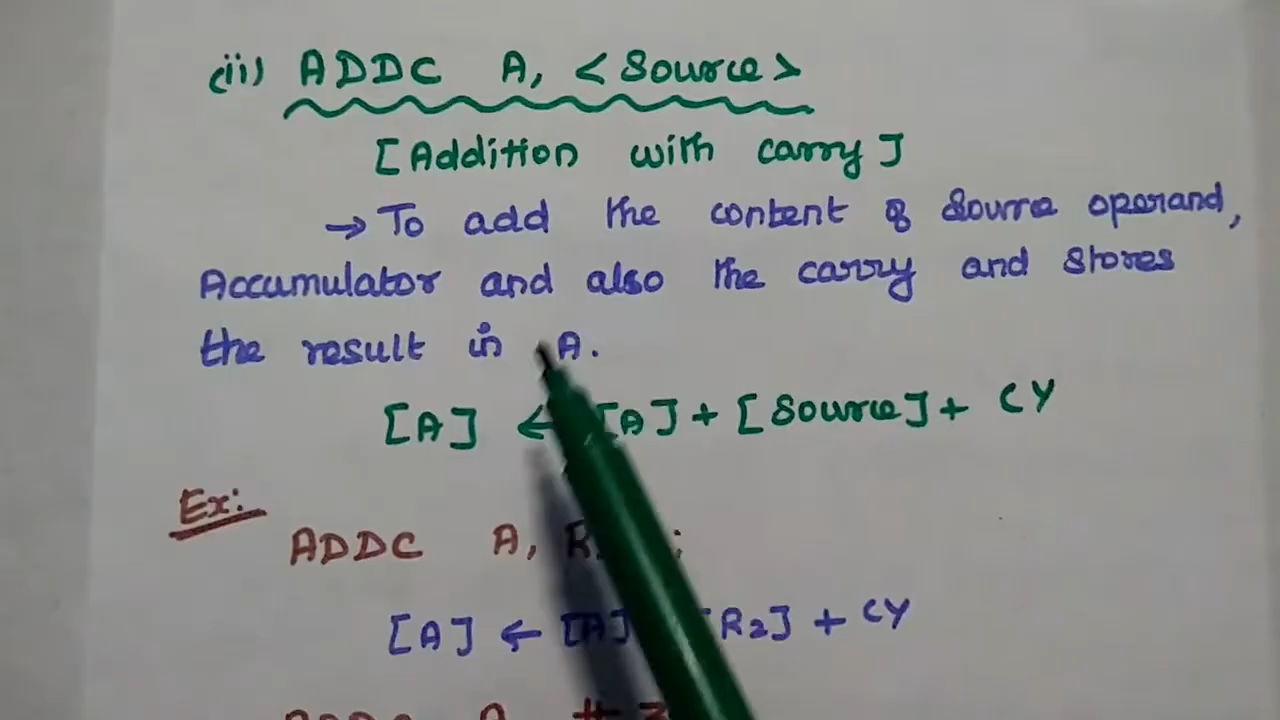 (ii) ADDC A, <Source>
[Addition with carry]
→ To add the content of Source operand,
Accumulator and also the carry and stores
the result in A.
[A] ← [A] + [Source] + CY
Ex:
ADDC A, R ;
[A] ← [A] [R2] + CY
ADDC A, #